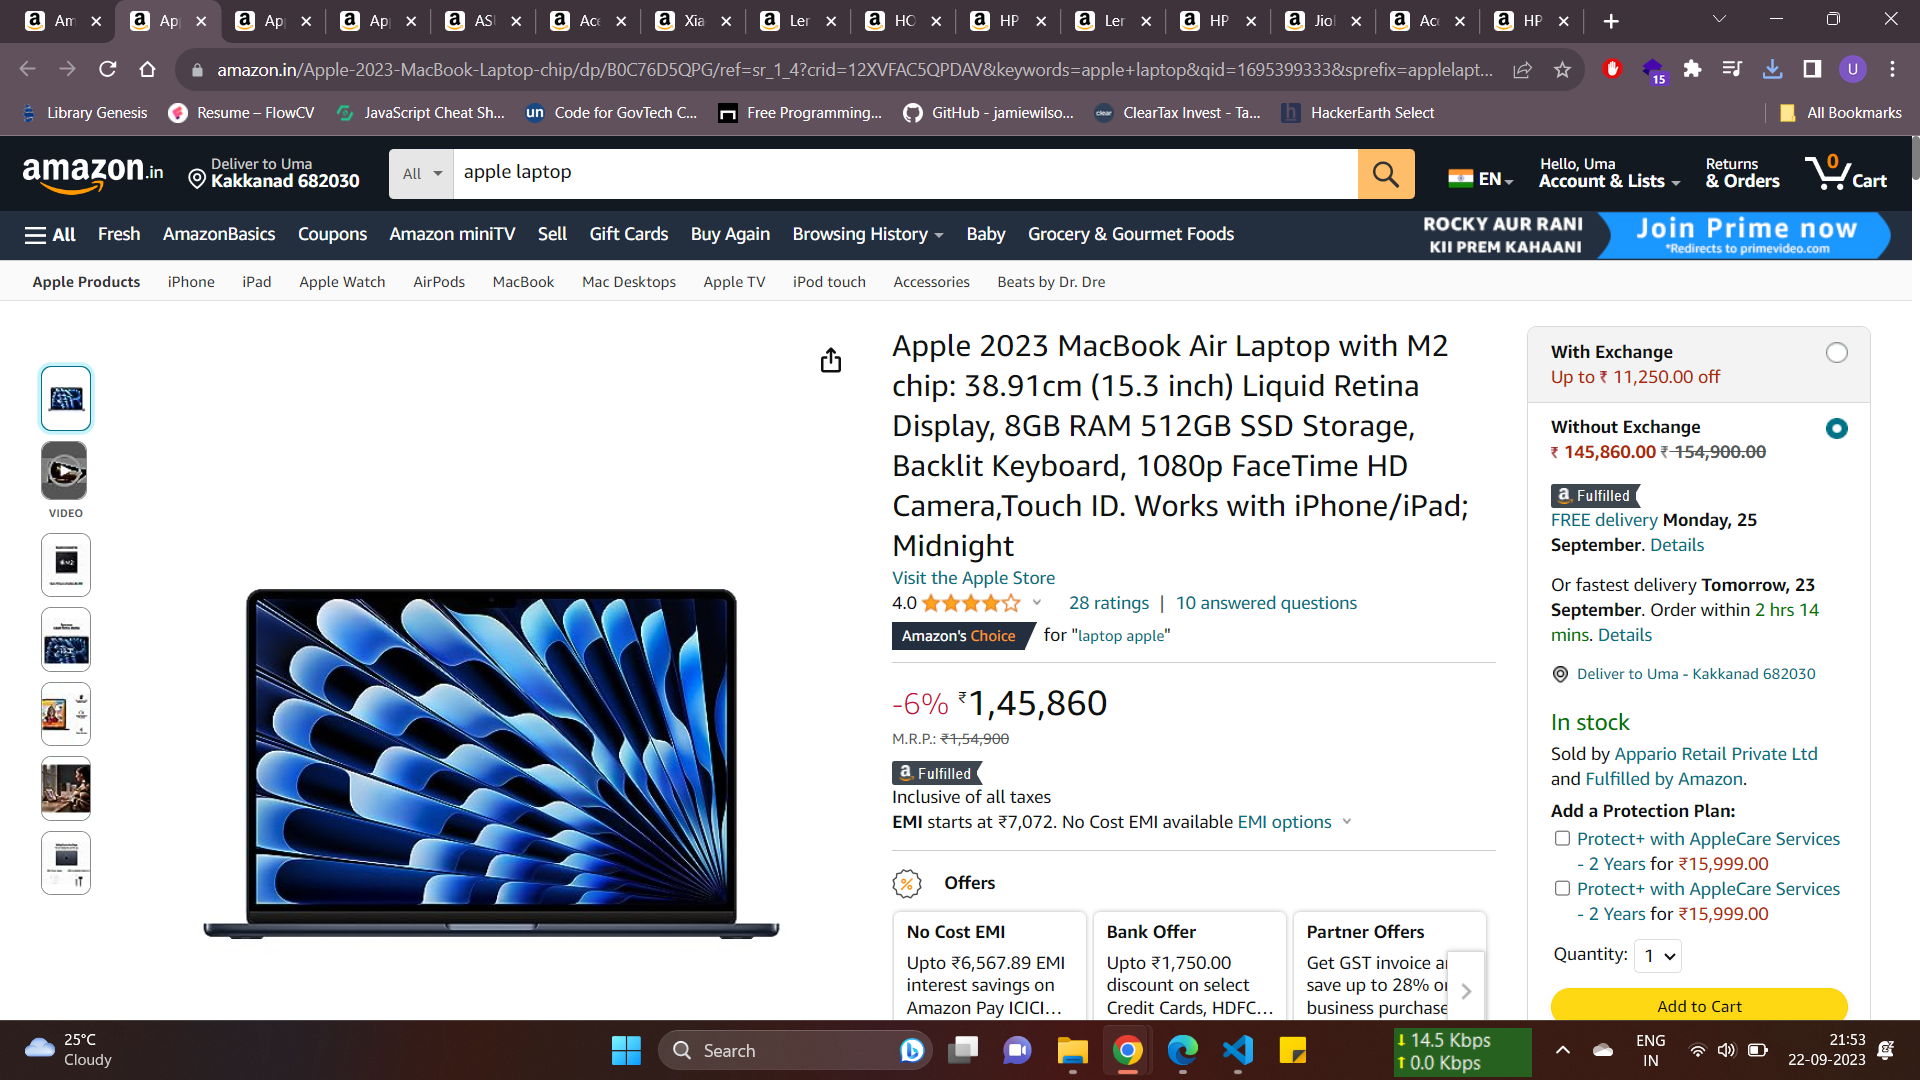 Am
Ap
Ap
Ap
ASU
Ace
Xia
Ler
HO
HP
Ler
HP
Jiol
Ace
HP
amazon.in/Apple-2023-MacBook-Laptop-chip/dp/B0C76D5QPG/ref=sr_1_4?crid=12XVFAC5QPDAV&keywords=apple+laptop&qid=1695399333&sprefix=applelapt...
15
U
Library Genesis
Resume – FlowCV
JavaScript Cheat Sh...
un Code for GovTech C...
Free Programming...
GitHub - jamiewilso...
clear ClearTax Invest - Ta...
h HackerEarth Select
All Bookmarks
amazon.in
Deliver to Uma
Kakkanad 682030
All
apple laptop
EN
Hello, Uma
Account & Lists
Returns
& Orders
0
Cart
All
Fresh
AmazonBasics
Coupons
Amazon miniTV
Sell
Gift Cards
Buy Again
Browsing History
Baby
Grocery & Gourmet Foods
ROCKY AUR RANI
KII PREM KAHAANI
Join Prime now
*Redirects to primevideo.com
Apple Products
iPhone
iPad
Apple Watch
AirPods
MacBook
Mac Desktops
Apple TV
iPod touch
Accessories
Beats by Dr. Dre
VIDEO
Apple 2023 MacBook Air Laptop with M2
chip: 38.91cm (15.3 inch) Liquid Retina
Display, 8GB RAM 512GB SSD Storage,
Backlit Keyboard, 1080p FaceTime HD
Camera,Touch ID. Works with iPhone/iPad;
Midnight
Visit the Apple Store
4.0
28 ratings | 10 answered questions
Amazon's Choice for "laptop apple"
-6% ₹1,45,860
M.R.P.: ₹1,54,900
a Fulfilled
Inclusive of all taxes
EMI starts at ₹7,072. No Cost EMI available EMI options
Offers
No Cost EMI
Upto ₹6,567.89 EMI
interest savings on
Amazon Pay ICICI...
Bank Offer
Upto ₹1,750.00
discount on select
Credit Cards, HDFC...
Partner Offers
Get GST invoice a
save up to 28% o
business purchase
With Exchange
Up to ₹ 11,250.00 off
Without Exchange
₹ 145,860.00 ₹ 154,900.00
a Fulfilled
FREE delivery Monday, 25
September. Details
Or fastest delivery Tomorrow, 23
September. Order within 2 hrs 14
mins. Details
Deliver to Uma - Kakkanad 682030
In stock
Sold by Appario Retail Private Ltd
and Fulfilled by Amazon.
Add a Protection Plan:
Protect+ with AppleCare Services
- 2 Years for ₹15,999.00
Protect+ with AppleCare Services
- 2 Years for ₹15,999.00
Quantity: 1
Add to Cart
25°C
Cloudy
Search
14.5 Kbps
0.0 Kbps
ENG
IN
21:53
22-09-2023